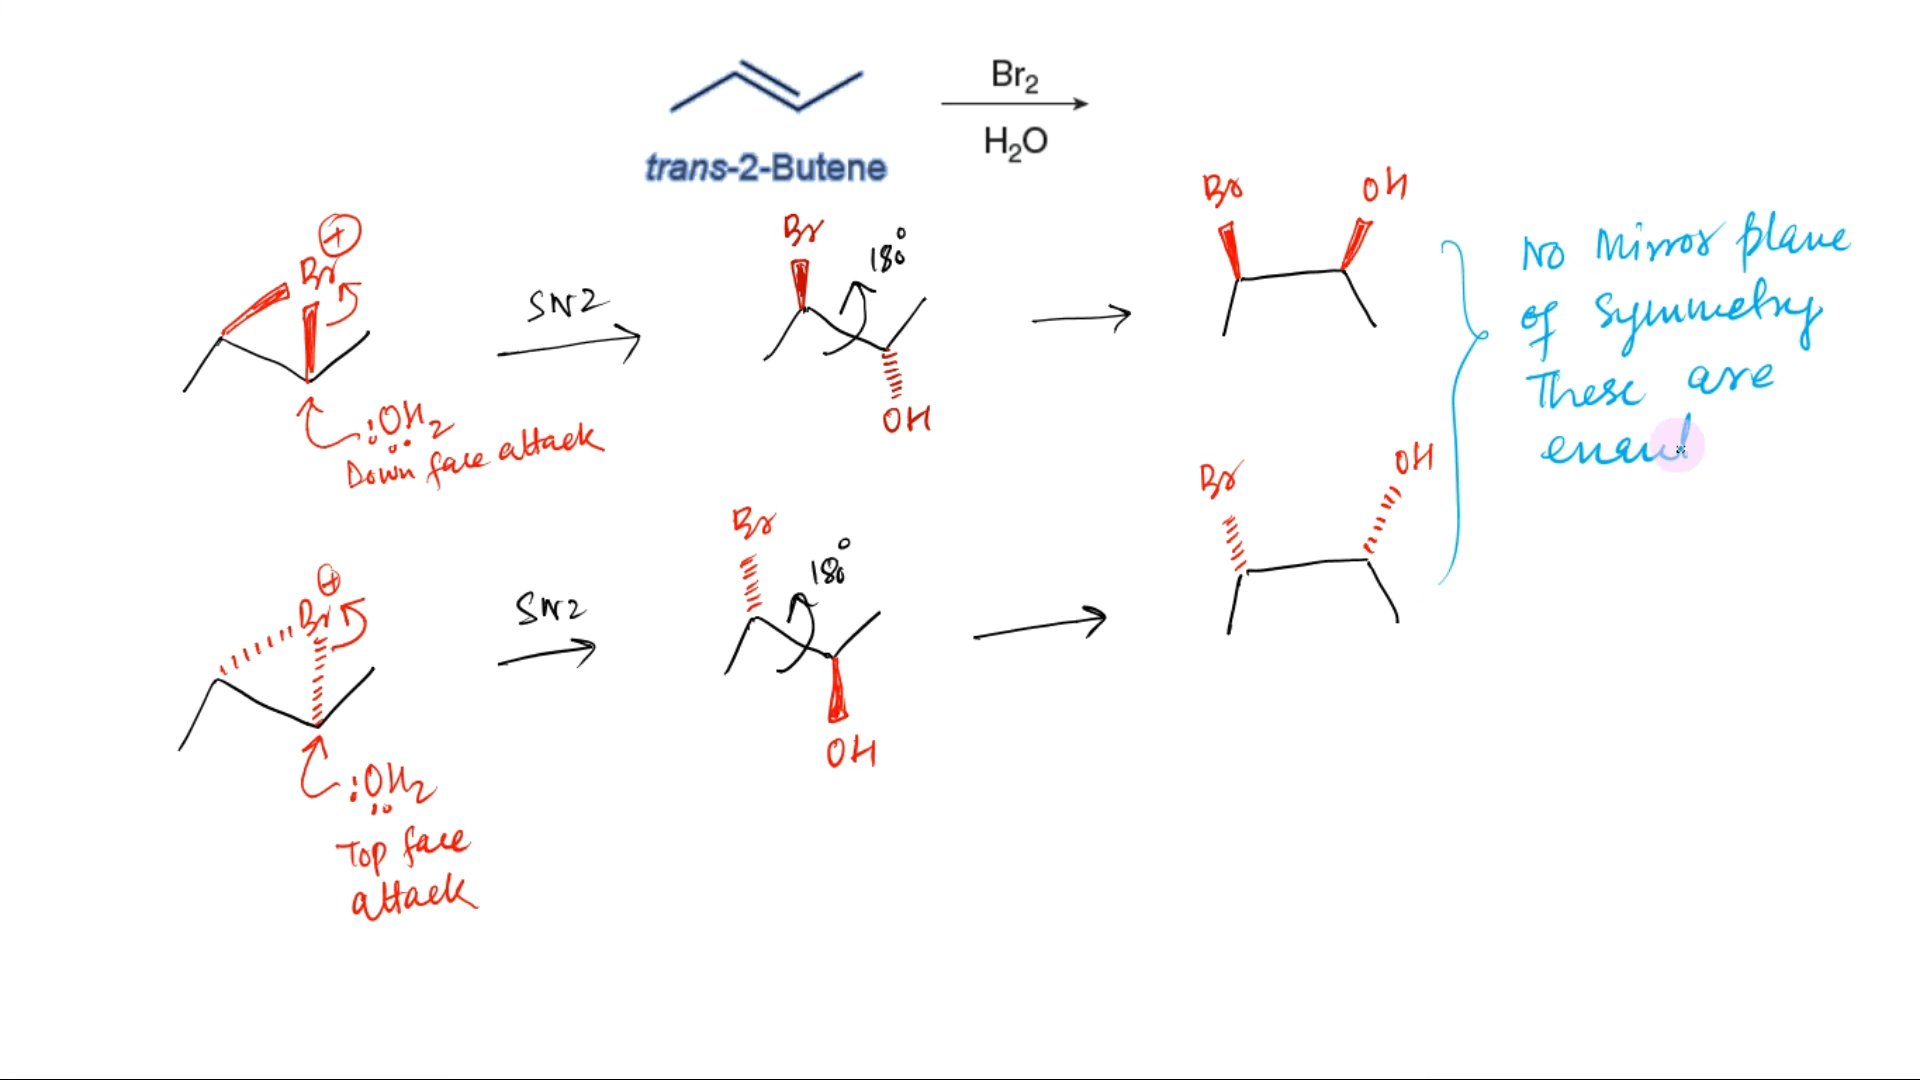 Br2
H2O
trans-2-Butene
Br
OH
+
Br
Br
180°
No Mirror plane
of Symmetry
These are
SN2
:OH2
Down face attack
OH
Br
OH
Br
180°
+
Br
SN2
OH
:OH2
Top face
attack